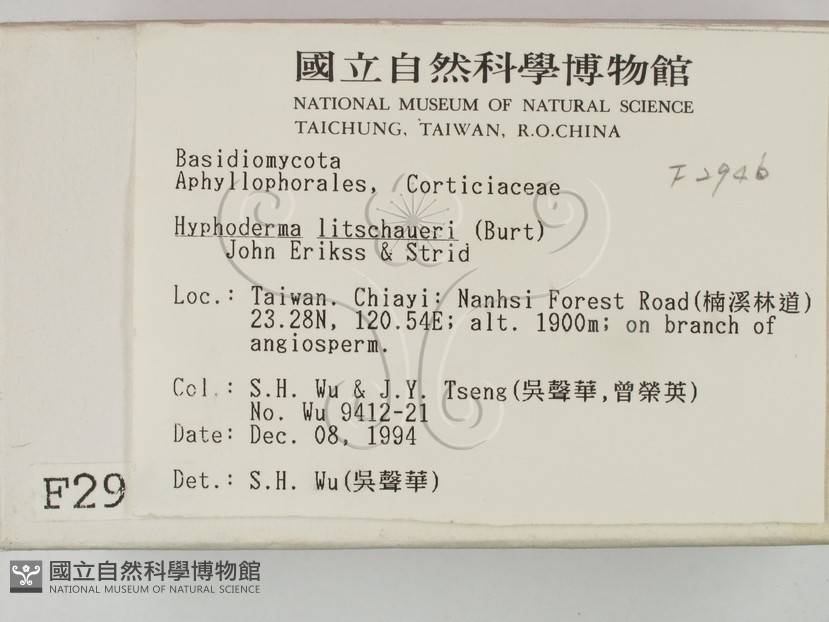 國立自然科學博物館
NATIONAL MUSEUM OF NATURAL SCIENCE
TAICHUNG, TAIWAN, R.O.CHINA
Basidiomycota
F2946
Aphyllophorales, Corticiaceae
Hyphoderma litschaueri (Burt)
John Erikss & Strid
Loc.: Taiwan. Chiayi; Nanhsi Forest Road(楠溪林道)
23.28N, 120.54E; alt. 1900m; on branch of
angiosperm.
Col.: S.H. Wu & J.Y. Tseng(吳聲華,曾榮英)
No. Wu 9412-21
Date: Dec. 08, 1994
Det.: S.H. Wu(吳聲華)
F29
國立自然科學博物館
NATIONAL MUSEUM OF NATURAL SCIENCE